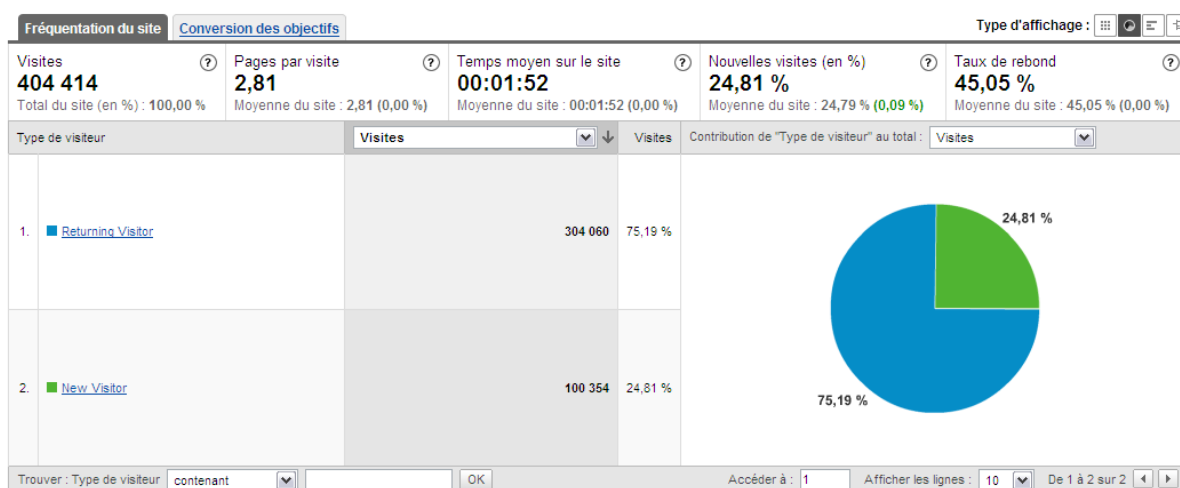 Fréquentation du site Conversion des objectifs Type d'affichage :
Visites ? Pages par visite ? Temps moyen sur le site ? Nouvelles visites (en %) ? Taux de rebond ?
404 414 2,81 00:01:52 24,81 % 45,05 %
Total du site (en %) : 100,00 % Moyenne du site : 2,81 (0,00 %) Moyenne du site : 00:01:52 (0,00 %) Moyenne du site : 24,79 % (0,09 %) Moyenne du site : 45,05 % (0,00 %)
Type de visiteur Visites Visites Contribution de "Type de visiteur" au total : Visites
24,81 %
1. Returning Visitor 304 060 75,19 %
2. New Visitor 100 354 24,81 %
75,19 %
Trouver : Type de visiteur contenant OK Accéder à : 1 Afficher les lignes : 10 De 1 à 2 sur 2